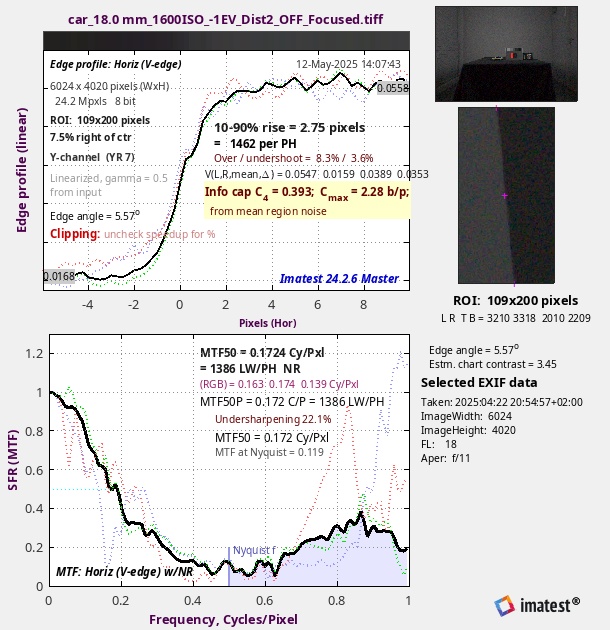 car_18.0 mm_1600ISO_-1EV_Dist2_OFF_Focused.tiff
Edge profile: Horiz (V-edge)
12-May-2025 14:07:43
6024 x 4020 pixels (WxH)
24.2 Mpxls 8 bit
0.0558
ROI: 109x200 pixels
7.5% right of ctr
10-90% rise = 2.75 pixels
= 1462 per PH
Y-channel (YR 7)
Over / undershoot = 8.3% / 3.6%
V(L,R,mean,Δ) = 0.0547 0.0159 0.0389 0.0353
Linearized, gamma = 0.5
from input
Info cap C4 = 0.393; Cmax = 2.28 b/p;
from mean region noise
Edge angle = 5.57o
Clipping: uncheck speedup for %
0.0168
Imatest 24.2.6 Master
Edge profile (linear)
-4 -2 0 2 4 6 8
Pixels (Hor)
ROI: 109x200 pixels
L R T B = 3210 3318 2010 2209
Edge angle = 5.57o
Estm. chart contrast = 3.45
Selected EXIF data
Taken: 2025:04:22 20:54:57+02:00
ImageWidth: 6024
ImageHeight: 4020
FL: 18
Aper: f/11
MTF50 = 0.1724 Cy/Pxl
= 1386 LW/PH NR
(RGB) = 0.163 0.174 0.139 Cy/Pxl
MTF50P = 0.172 C/P = 1386 LW/PH
Undersharpening 22.1%
MTF50 = 0.172 Cy/Pxl
MTF at Nyquist = 0.119
1.2
1
0.8
0.6
0.4
0.2
0
SFR (MTF)
Nyquist f
MTF: Horiz (V-edge) w/NR
0 0.2 0.4 0.6 0.8 1
Frequency, Cycles/Pixel
imatest®